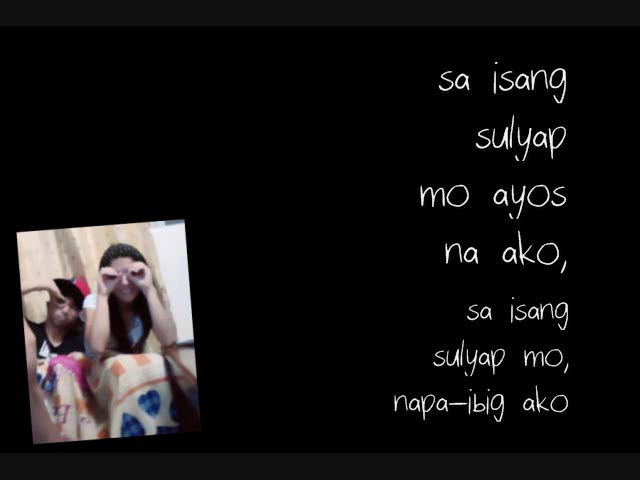 sa isang
sulyap
mo ayos
na ako,
sa isang
sulyap mo,
napa-ibig ako